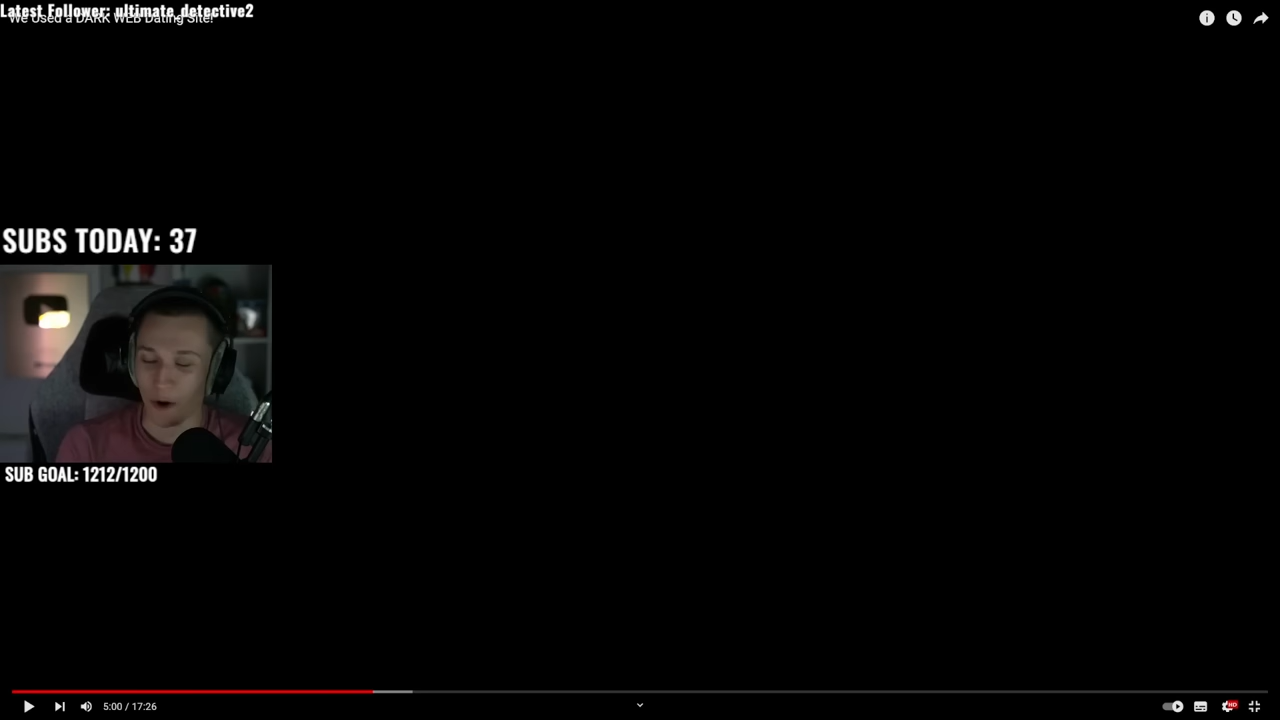 Latest Follower: ultimate_detective2
We Used a DARK WEB Dating Site!
SUBS TODAY: 37
SUB GOAL: 1212/1200
5:00 / 17:26
HD